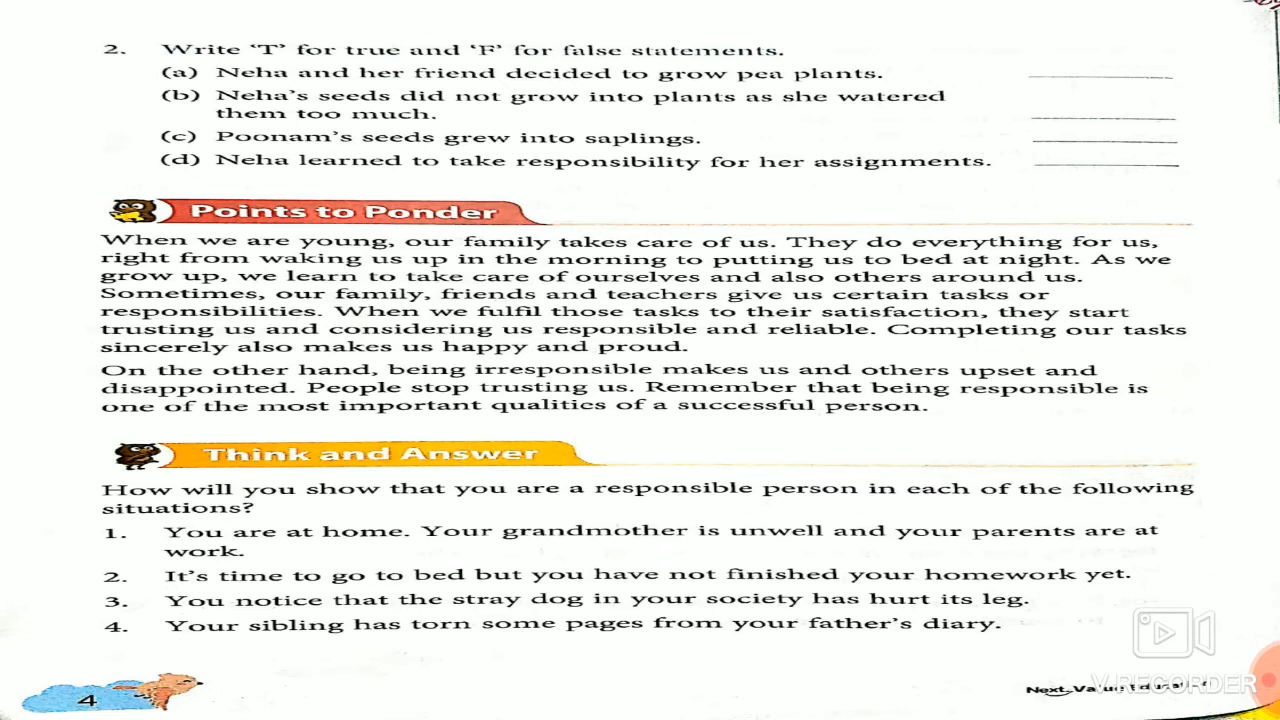 2. Write ‘T’ for true and ‘F’ for false statements.
(a) Neha and her friend decided to grow pea plants.
(b) Neha’s seeds did not grow into plants as she watered
them too much.
(c) Poonam’s seeds grew into saplings.
(d) Neha learned to take responsibility for her assignments.
Points to Ponder
When we are young, our family takes care of us. They do everything for us,
right from waking us up in the morning to putting us to bed at night. As we
grow up, we learn to take care of ourselves and also others around us.
Sometimes, our family, friends and teachers give us certain tasks or
responsibilities. When we fulfil those tasks to their satisfaction, they start
trusting us and considering us responsible and reliable. Completing our tasks
sincerely also makes us happy and proud.
On the other hand, being irresponsible makes us and others upset and
disappointed. People stop trusting us. Remember that being responsible is
one of the most important qualities of a successful person.
Think and Answer
How will you show that you are a responsible person in each of the following
situations?
1. You are at home. Your grandmother is unwell and your parents are at
work.
2. It’s time to go to bed but you have not finished your homework yet.
3. You notice that the stray dog in your society has hurt its leg.
4. Your sibling has torn some pages from your father’s diary.
4
Next Value
V RECORDER